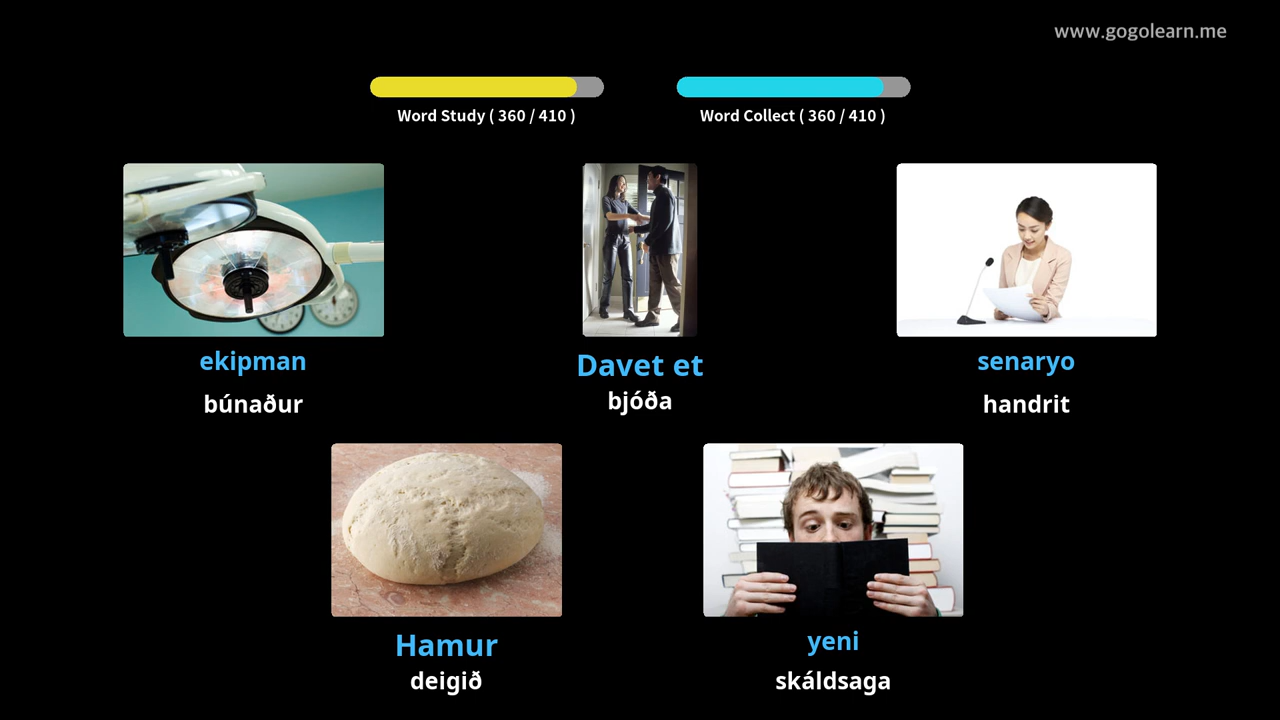 www.gogolearn.me
Word Study ( 360 / 410 )
Word Collect ( 360 / 410 )
ekipman
búnaður
Davet et
bjóða
senaryo
handrit
Hamur
deigið
yeni
skáldsaga